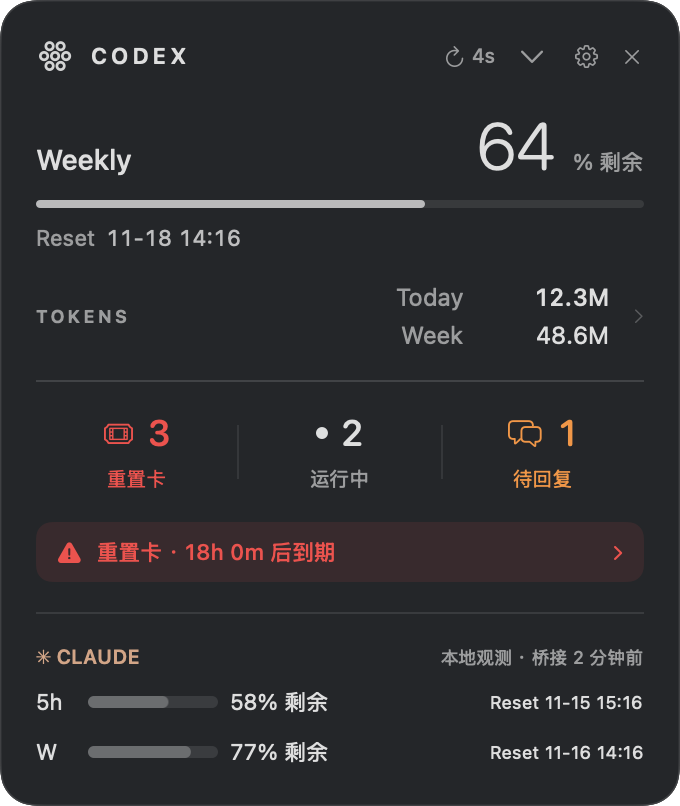 CODEX 4s
Weekly 64 % 剩余
Reset 11-18 14:16
TOKENS
Today 12.3M
Week 48.6M
3 2 1
重置卡 运行中 待回复
重置卡 · 18h 0m 后到期
CLAUDE 本地观测 · 桥接 2 分钟前
5h 58% 剩余 Reset 11-15 15:16
W 77% 剩余 Reset 11-16 14:16